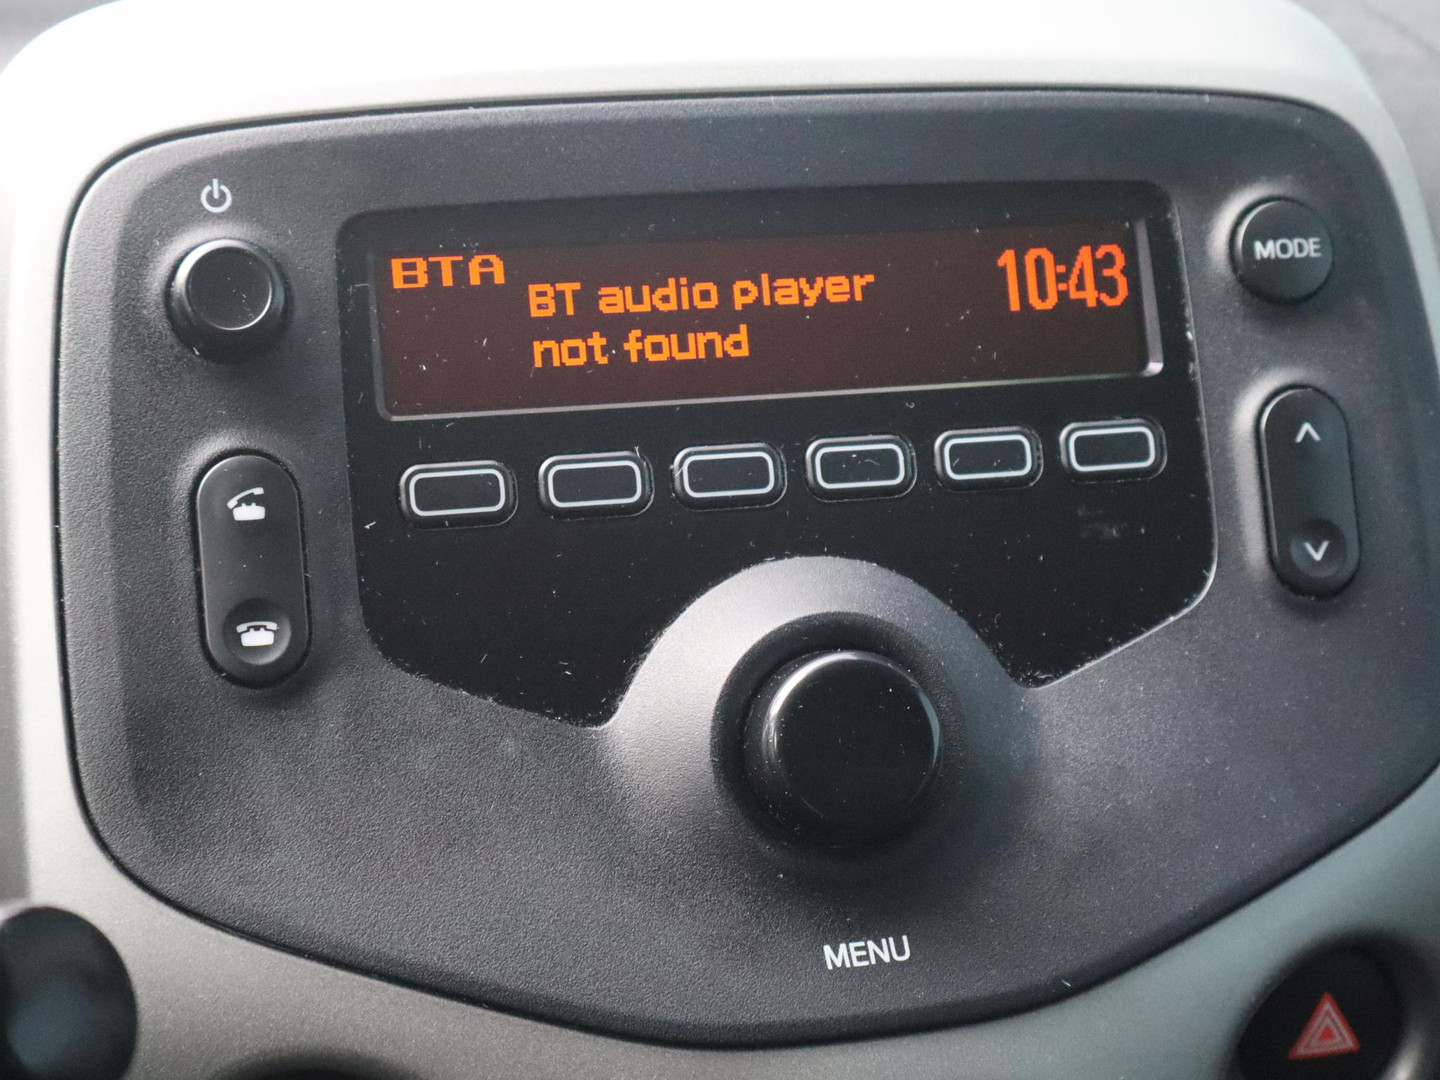 BTA
BT audio player
not found
10:43
MODE
MENU